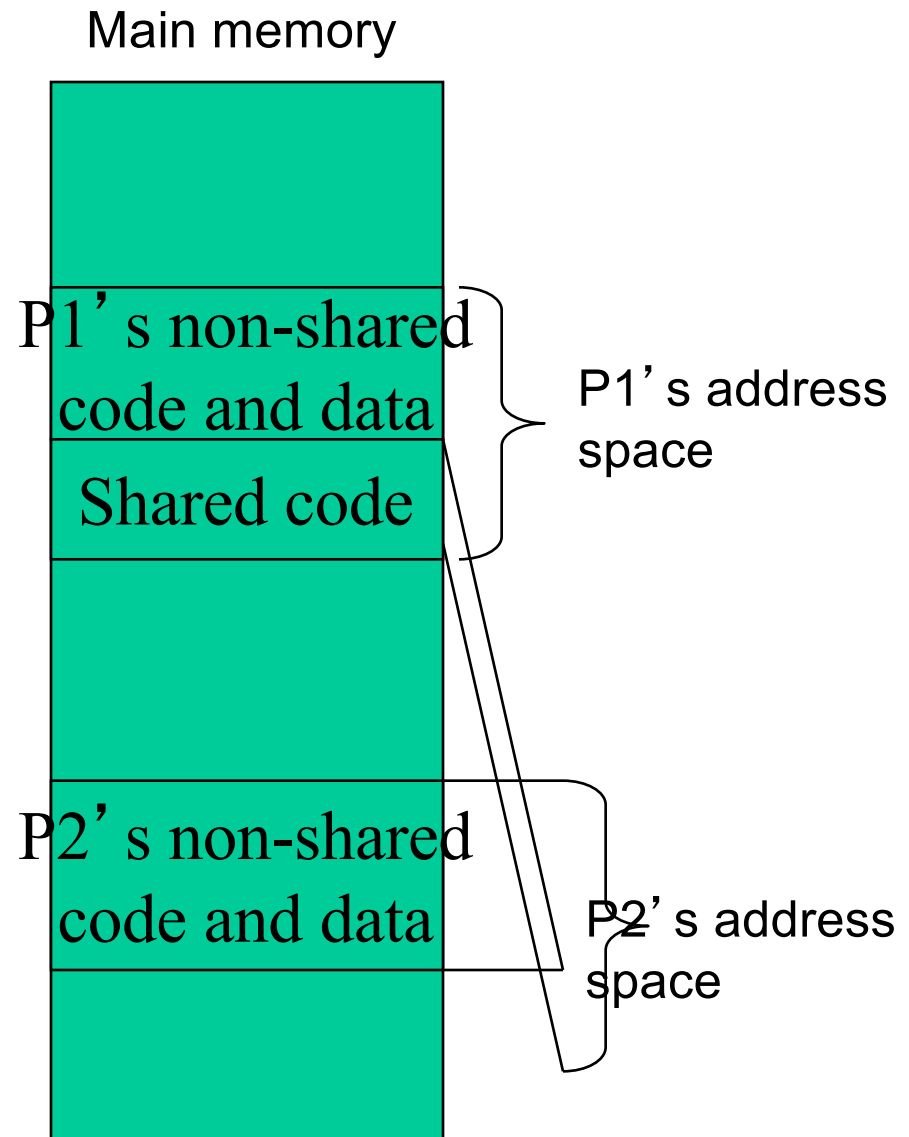 Main memory
P1’s non-shared
code and data
P1’s address
space
Shared code
P2’s non-shared
code and data
P2’s address
space